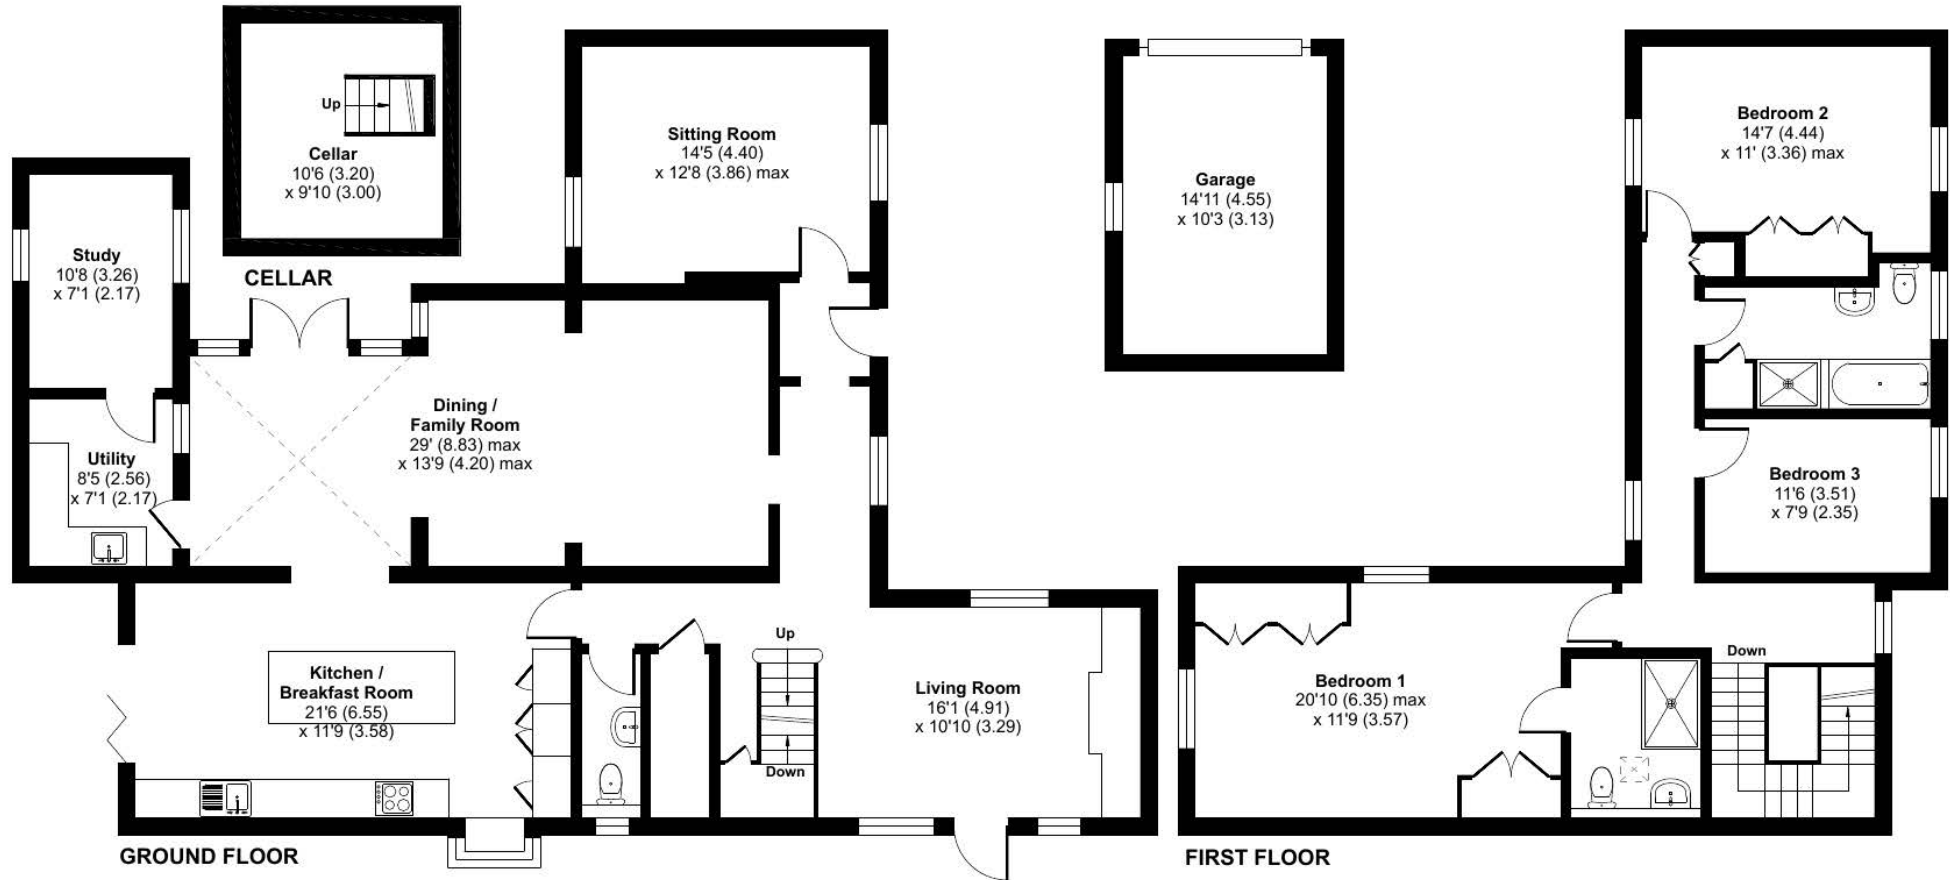 Up
Cellar
10'6 (3.20)
x 9'10 (3.00)
CELLAR
Study
10'8 (3.26)
x 7'1 (2.17)
Sitting Room
14'5 (4.40)
x 12'8 (3.86) max
Dining /
Family Room
29' (8.83) max
x 13'9 (4.20) max
Utility
8'5 (2.56)
x 7'1 (2.17)
Kitchen /
Breakfast Room
21'6 (6.55)
x 11'9 (3.58)
Up
Down
Living Room
16'1 (4.91)
x 10'10 (3.29)
GROUND FLOOR
Garage
14'11 (4.55)
x 10'3 (3.13)
Bedroom 2
14'7 (4.44)
x 11' (3.36) max
Bedroom 3
11'6 (3.51)
x 7'9 (2.35)
Down
Bedroom 1
20'10 (6.35) max
x 11'9 (3.57)
FIRST FLOOR